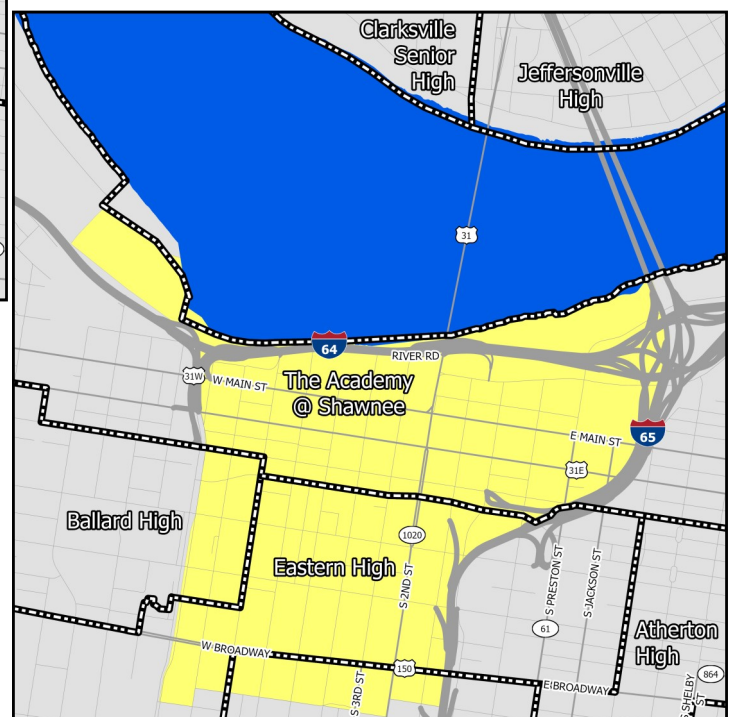 Clarksville
Senior
High
Jeffersonville
High
31
64
RIVER RD
31W
W MAIN ST
The Academy
@ Shawnee
E MAIN ST
65
31E
Ballard High
1020
Eastern High
S 2ND ST
S PRESTON ST
S JACKSON ST
61
Atherton
High
W BROADWAY
150
E BROADWAY
864
S 3RD ST
SHELBY
ST